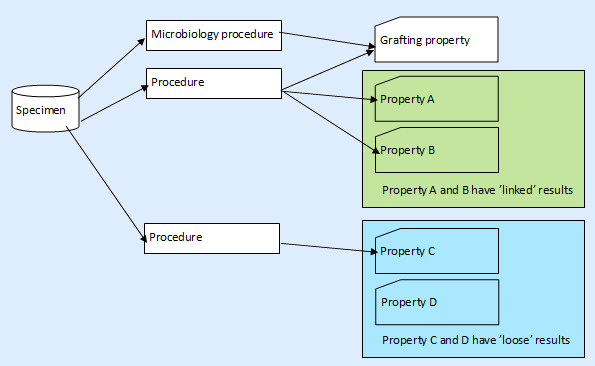 Microbiology procedure
Grafting property
Procedure
Specimen
Property A
Property B
Property A and B have ‘linked’ results
Procedure
Property C
Property D
Property C and D have ‘loose’ results